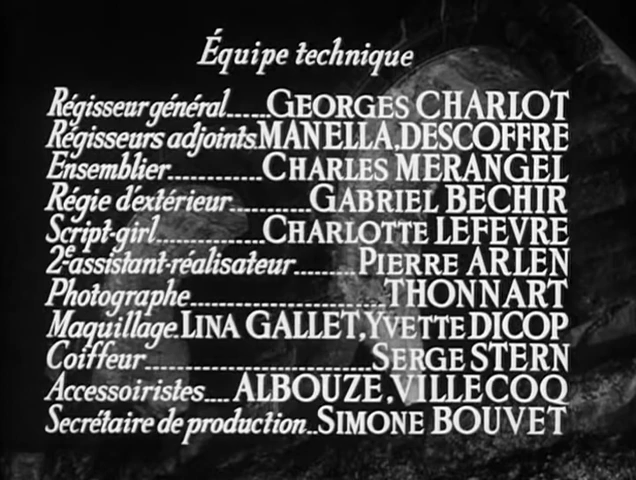 Équipe technique
Régisseur général......GEORGES CHARLOT
Régisseurs adjoints.MANELLA,DESCOFFRE
Ensemblier.............CHARLES MERANGEL
Régie d'extérieur...........GABRIEL BECHIR
Script-girl...............CHARLOTTE LEFEVRE
2e assistant-réalisateur........PIERRE ARLEN
Photographe............................THONNART
Maquillage.LINA GALLET,YVETTE DICOP
Coiffeur................................SERGE STERN
Accessoiristes....ALBOUZE,VILLECOQ
Secrétaire de production..SIMONE BOUVET